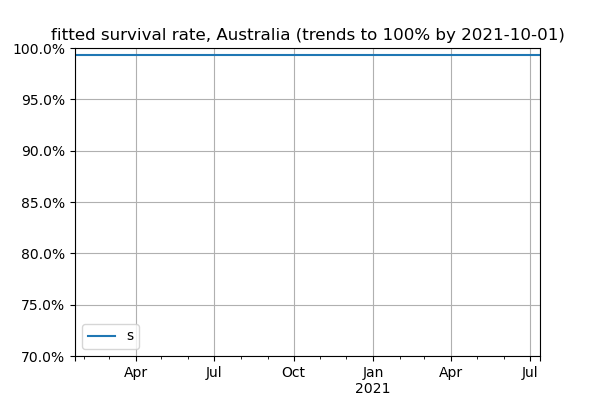 fitted survival rate, Australia (trends to 100% by 2021-10-01)
100.0%
95.0%
90.0%
85.0%
80.0%
75.0%
70.0%
s
Apr Jul Oct Jan Apr Jul
2021